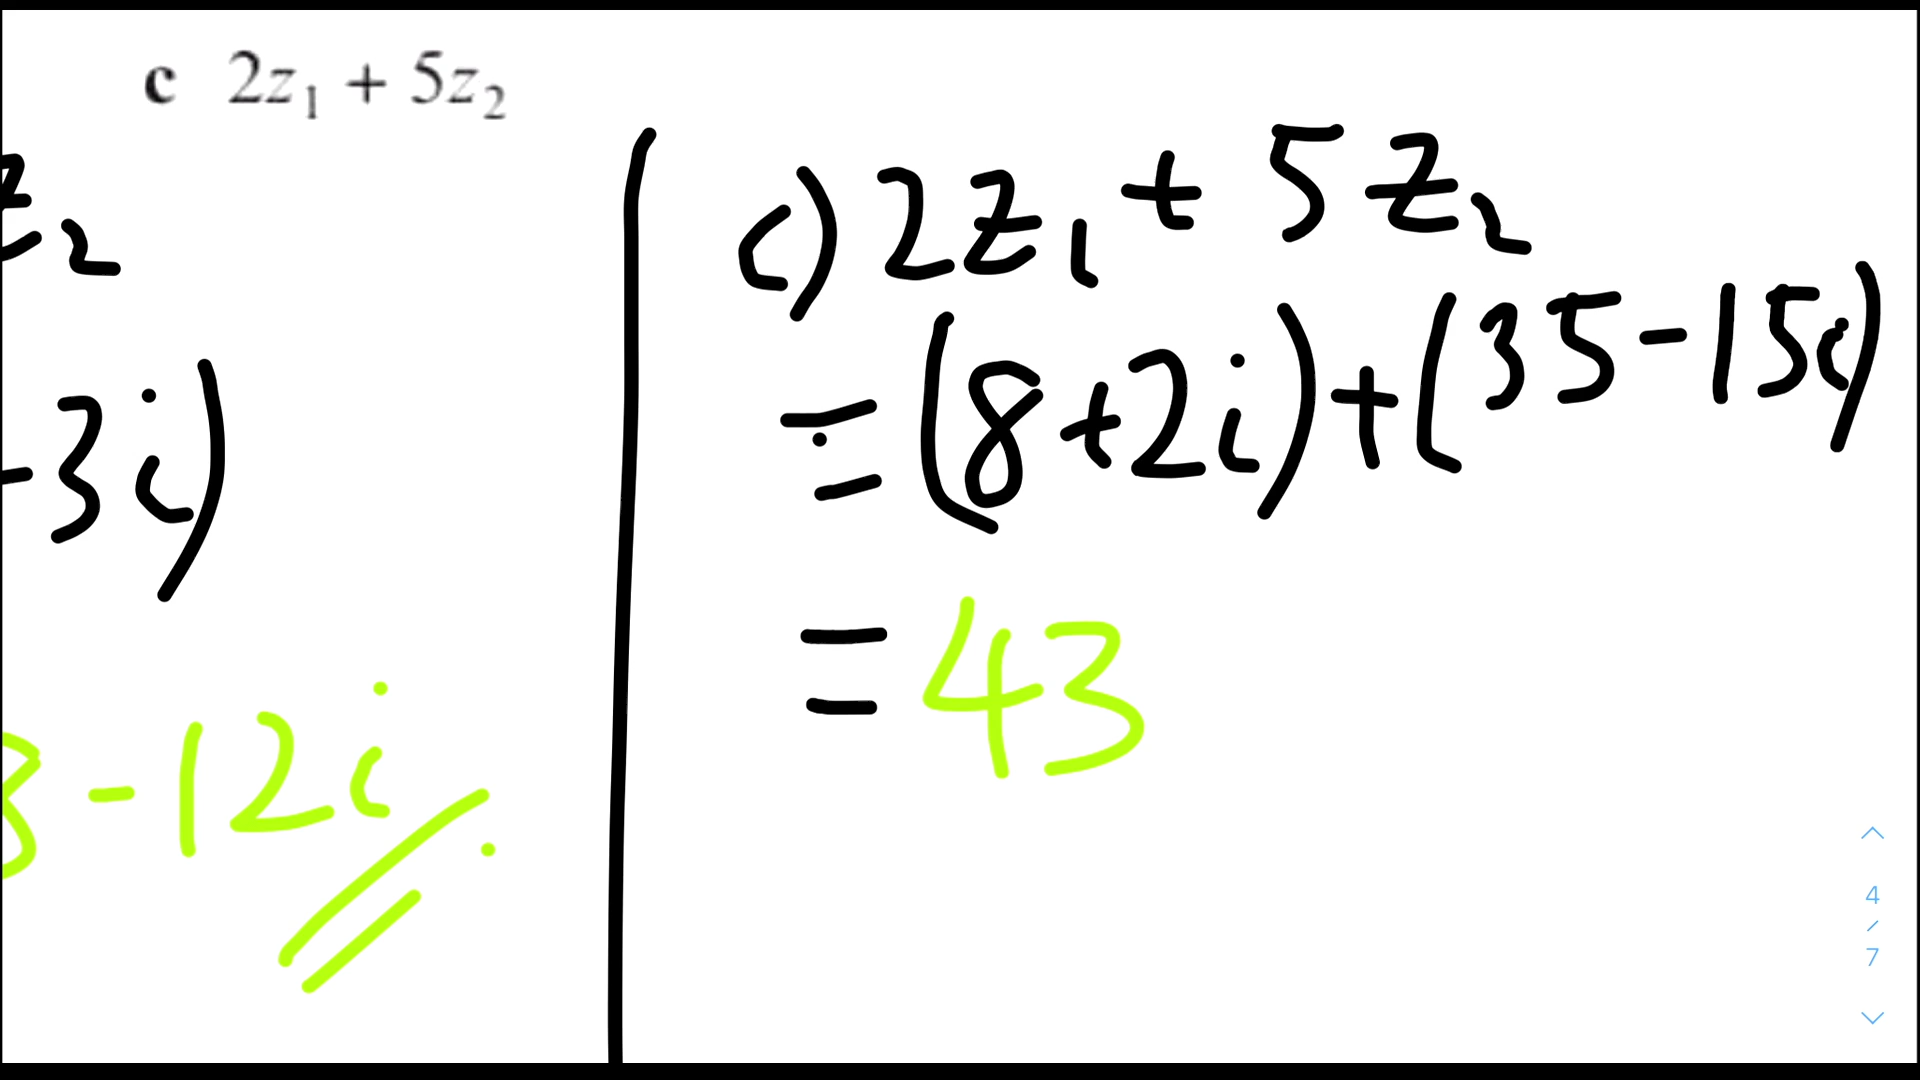 c 2z₁ + 5z₂
z₂
-3i)
3 - 12i
c) 2z₁ + 5z₂
= (8+2i)+(35-15i)
= 43
4
/
7